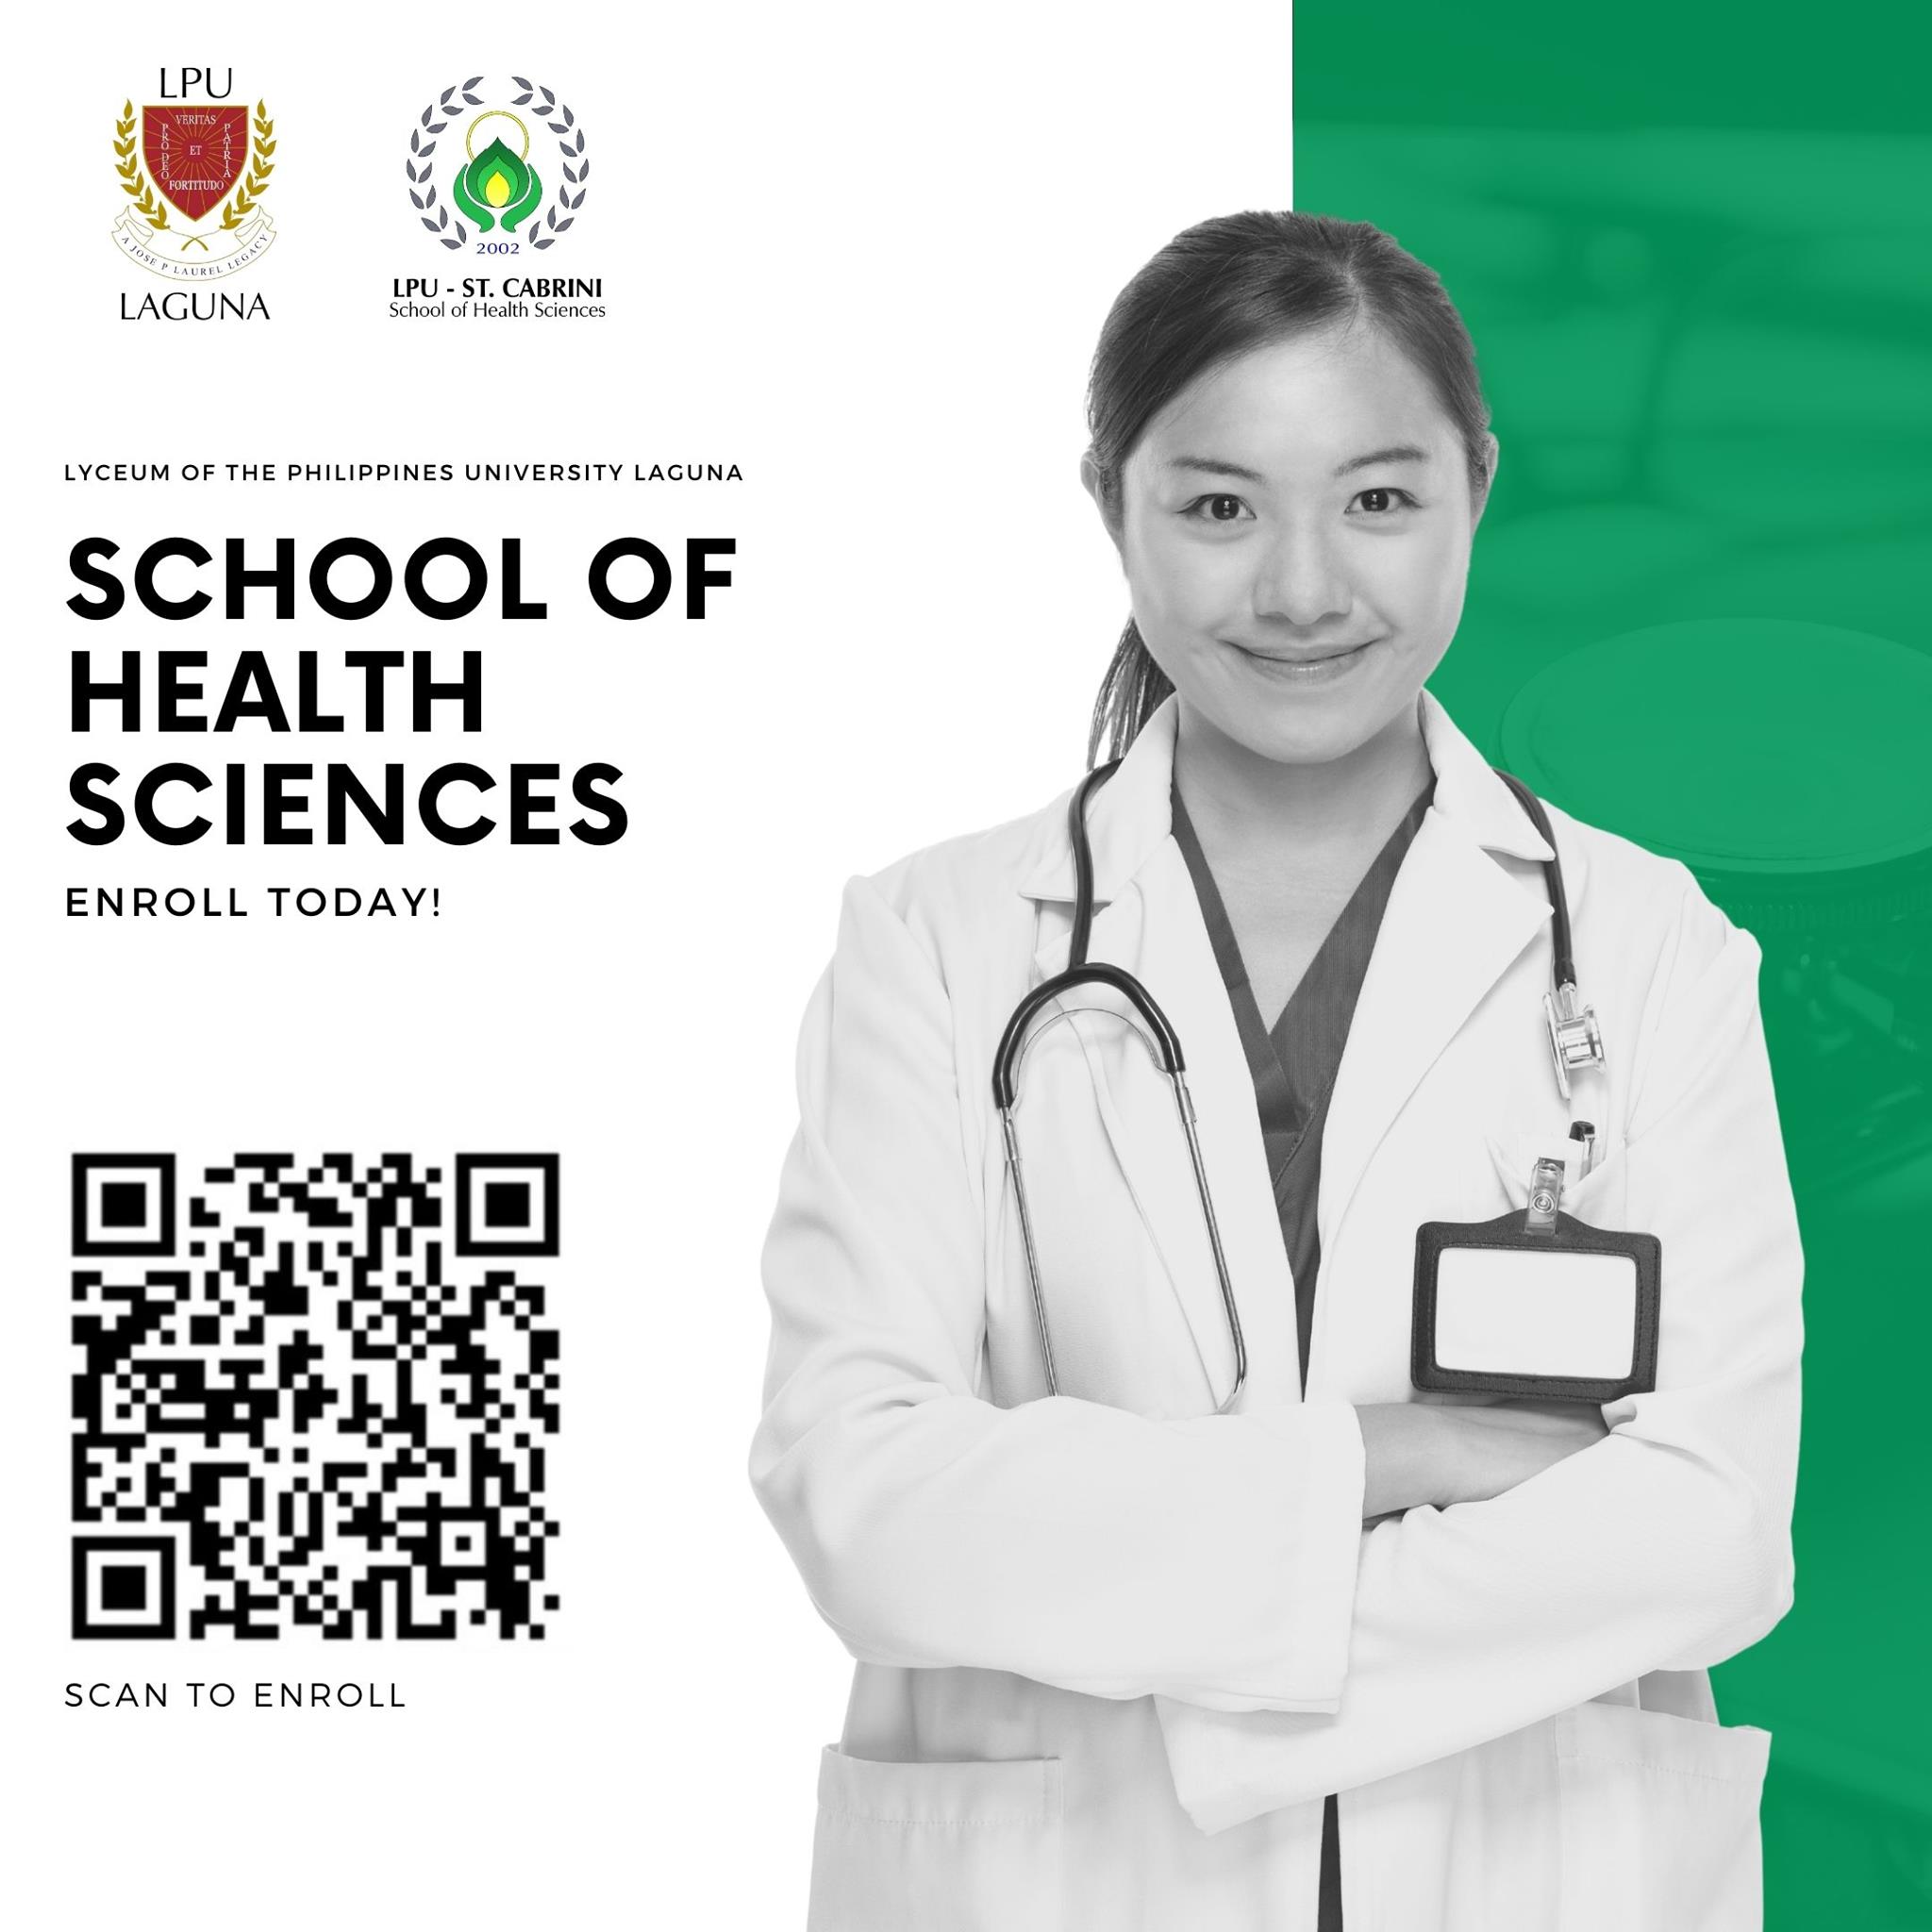 LPU
VERITAS
PRO DEO
ET
PATRIA
FORTITUDO
A JOSE P LAUREL LEGACY
LAGUNA
2002
LPU - ST. CABRINI
School of Health Sciences
LYCEUM OF THE PHILIPPINES UNIVERSITY LAGUNA
SCHOOL OF
HEALTH
SCIENCES
ENROLL TODAY!
SCAN TO ENROLL